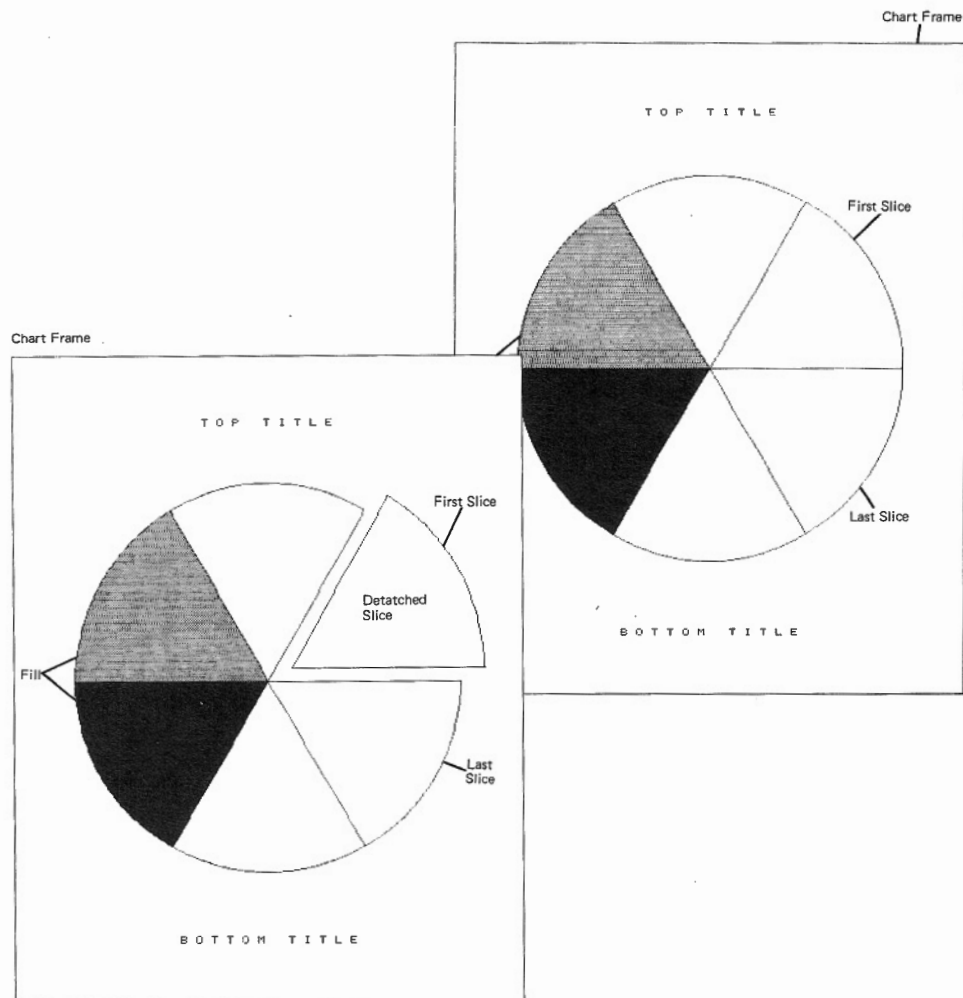 Chart Frame
TOP TITLE
First Slice
Last Slice
BOTTOM TITLE
Chart Frame
TOP TITLE
First Slice
Detatched
Slice
Fill
Last
Slice
BOTTOM TITLE